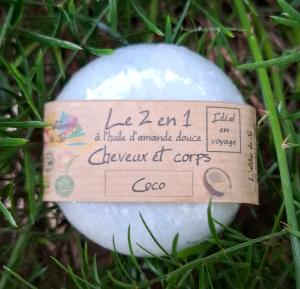 Le 2 en 1
à l'huile d'amande douce
Cheveux et corps
Coco
Idéal
en
voyage